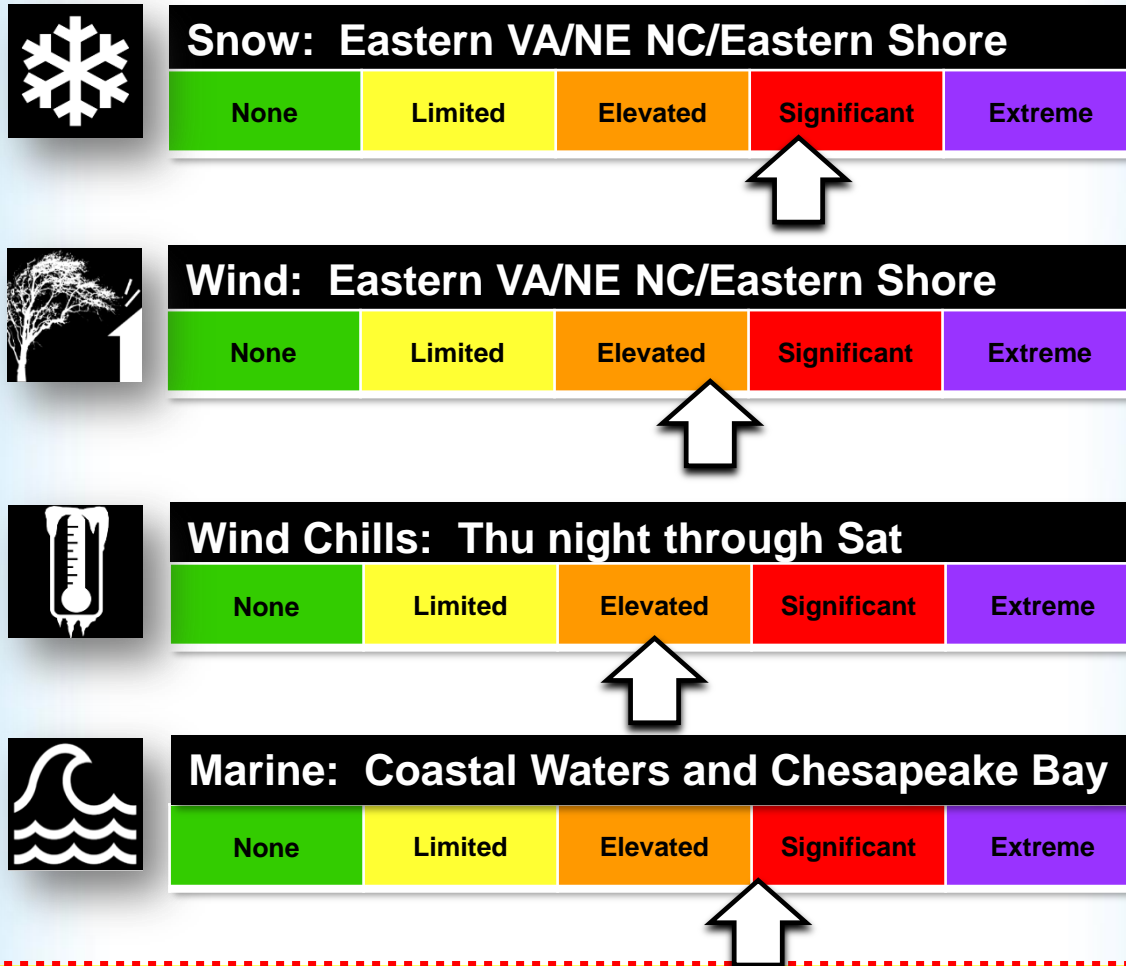 Snow: Eastern VA/NE NC/Eastern Shore
None Limited Elevated Significant Extreme
Wind: Eastern VA/NE NC/Eastern Shore
None Limited Elevated Significant Extreme
Wind Chills: Thu night through Sat
None Limited Elevated Significant Extreme
Marine: Coastal Waters and Chesapeake Bay
None Limited Elevated Significant Extreme